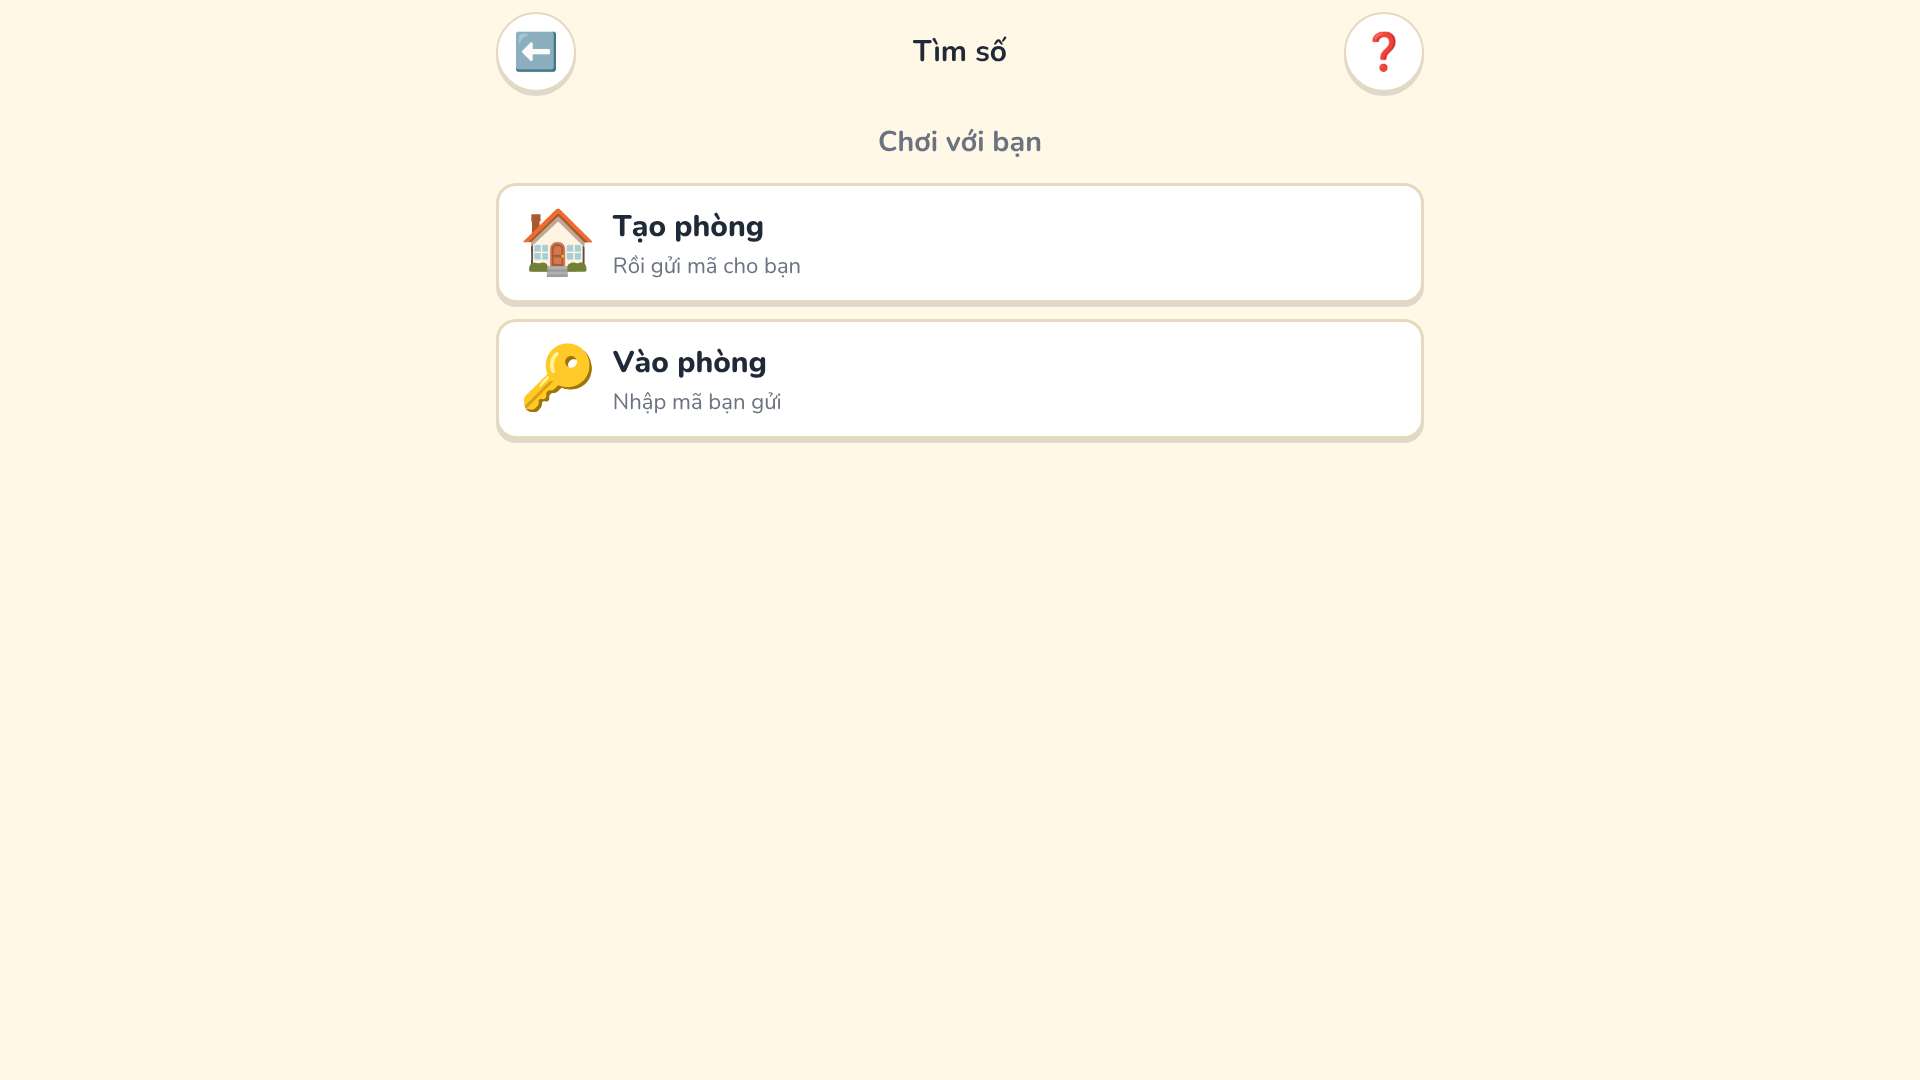 Tìm số
Chơi với bạn
Tạo phòng
Rồi gửi mã cho bạn
Vào phòng
Nhập mã bạn gửi